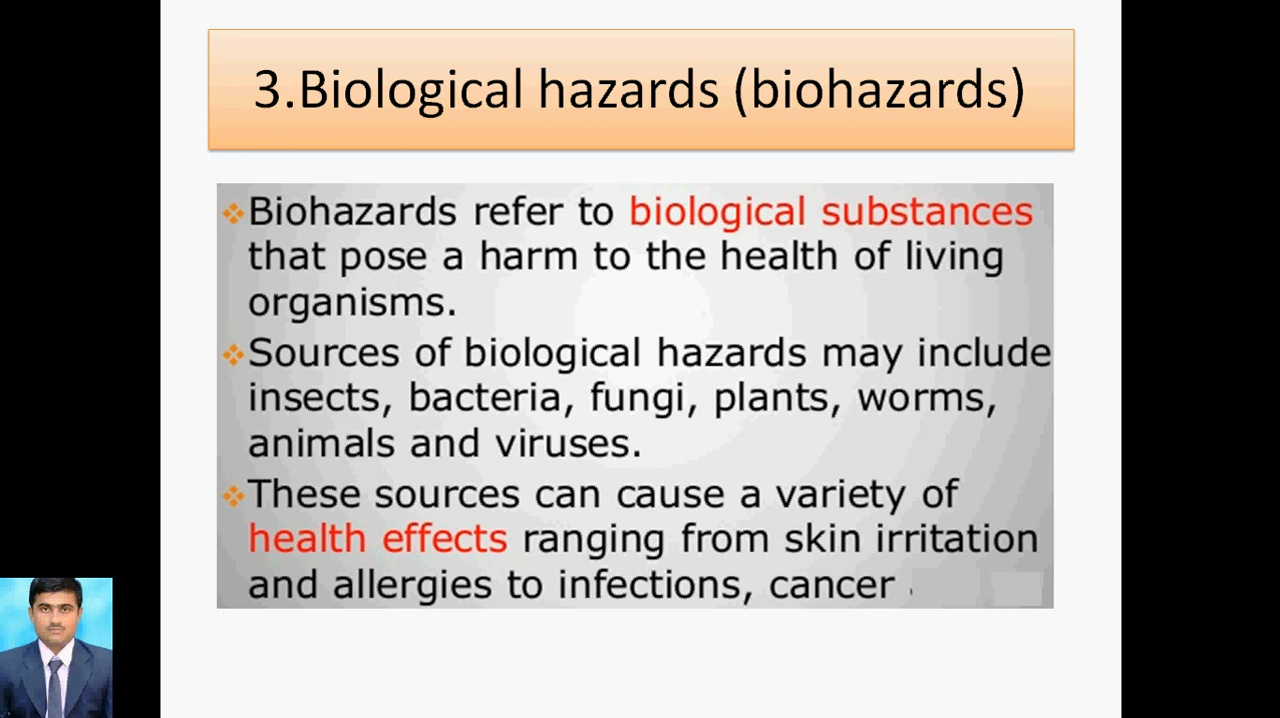 3.Biological hazards (biohazards)
❖Biohazards refer to biological substances
that pose a harm to the health of living
organisms.
❖Sources of biological hazards may include
insects, bacteria, fungi, plants, worms,
animals and viruses.
❖These sources can cause a variety of
health effects ranging from skin irritation
and allergies to infections, cancer